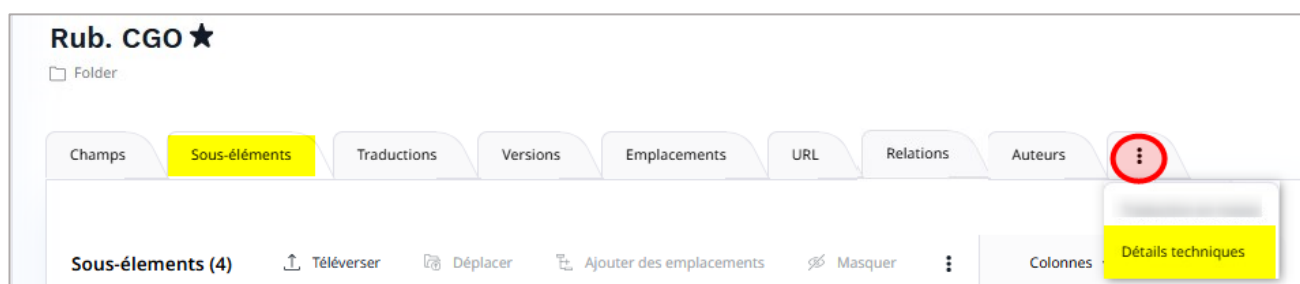 Rub. CGO ★
Folder
Champs Sous-éléments Traductions Versions Emplacements URL Relations Auteurs
Sous-élements (4) Téléverser Déplacer Ajouter des emplacements Masquer Colonnes Détails techniques